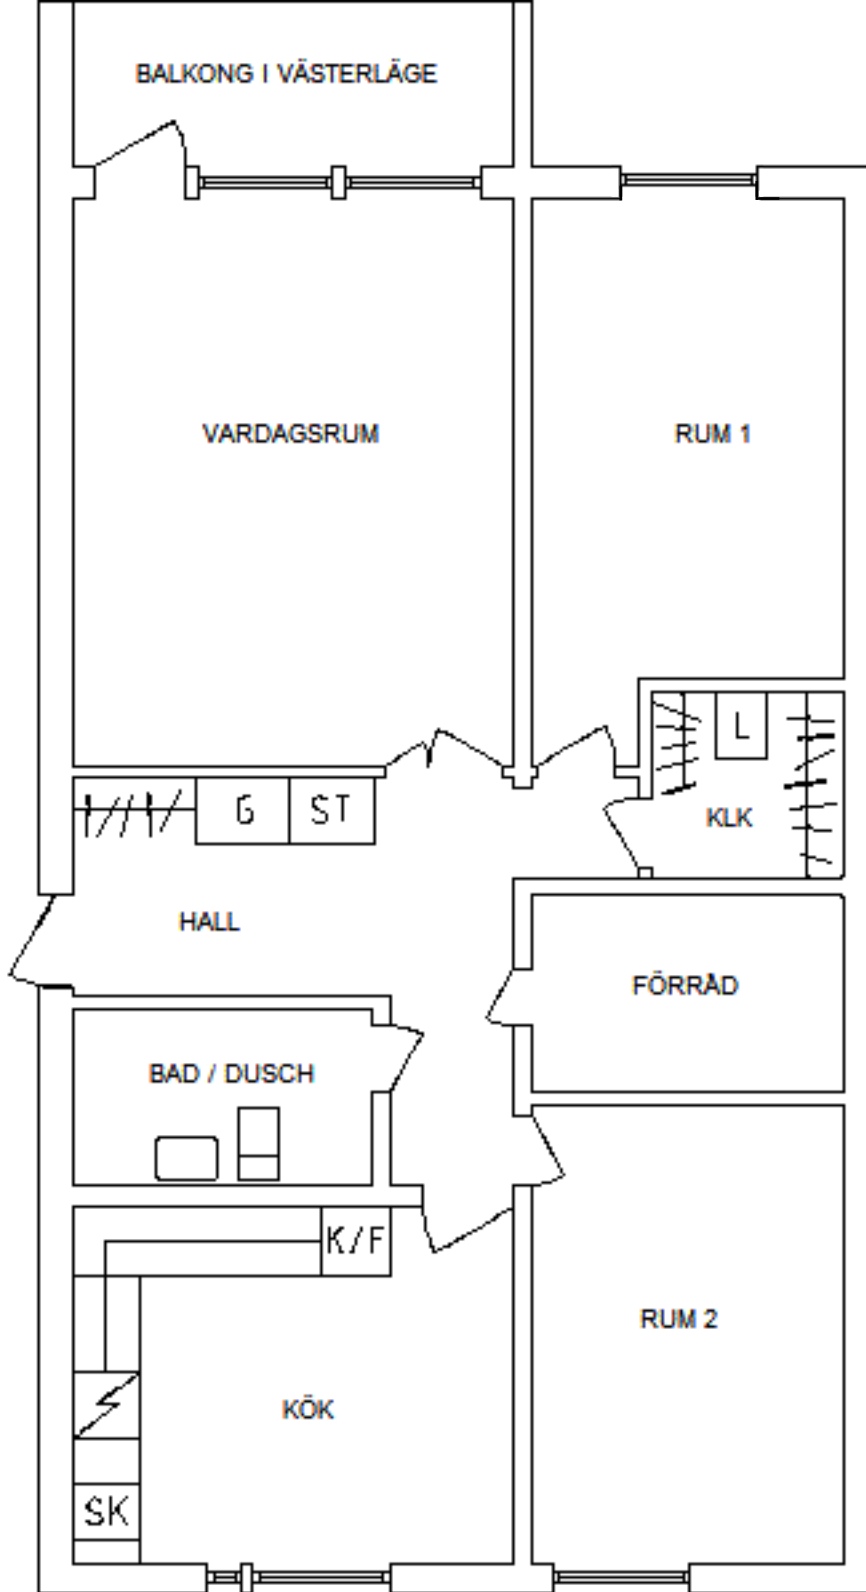 BALKONG I VÄSTERLÄGE
VARDAGSRUM
RUM 1
L
G
ST
KLK
HALL
FÖRRÅD
BAD / DUSCH
K/F
RUM 2
KÖK
SK